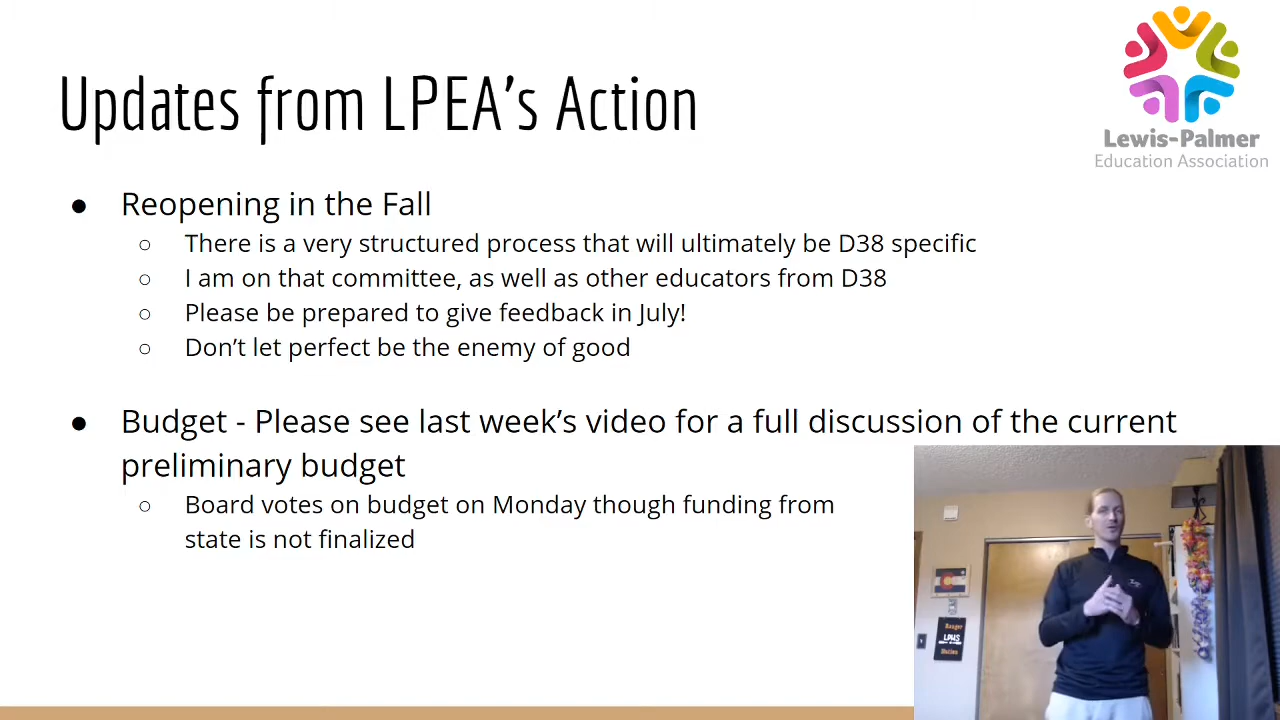 Updates from LPEA's Action
Lewis-Palmer
Education Association
● Reopening in the Fall
○ There is a very structured process that will ultimately be D38 specific
○ I am on that committee, as well as other educators from D38
○ Please be prepared to give feedback in July!
○ Don't let perfect be the enemy of good
● Budget - Please see last week's video for a full discussion of the current
preliminary budget
○ Board votes on budget on Monday though funding from
state is not finalized
Ranger
LPHS
Nation